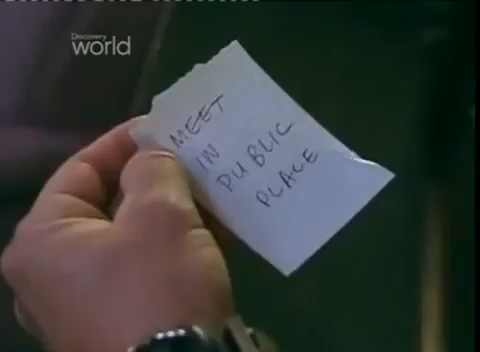 Discovery
world
MEET
IN
PUBLIC
PLACE